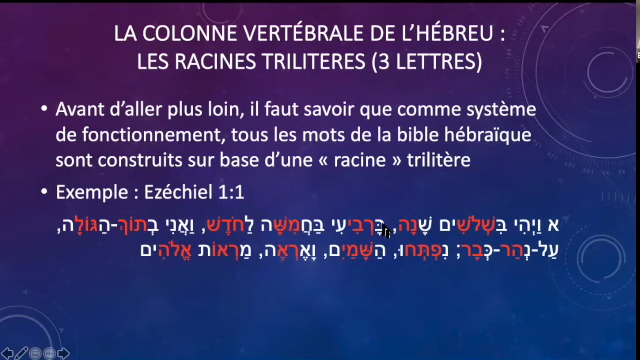 LA COLONNE VERTÉBRALE DE L’HÉBREU :
LES RACINES TRILITERES (3 LETTRES)
• Avant d’aller plus loin, il faut savoir que comme système
de fonctionnement, tous les mots de la bible hébraïque
sont construits sur base d’une « racine » trilitère
• Exemple : Ezéchiel 1:1
א וַיְהִי בִּשְׁלֹשִׁים שָׁנָה, בָּרְבִיעִי בַּחֲמִשָּׁה לַחֹדֶשׁ, וַאֲנִי בְתוֹךְ-הַגּוֹלָה,
עַל-נְהַר-כְּבָר; נִפְתְּחוּ, הַשָּׁמַיִם, וָאֶרְאֶה, מַרְאוֹת אֱלֹהִים